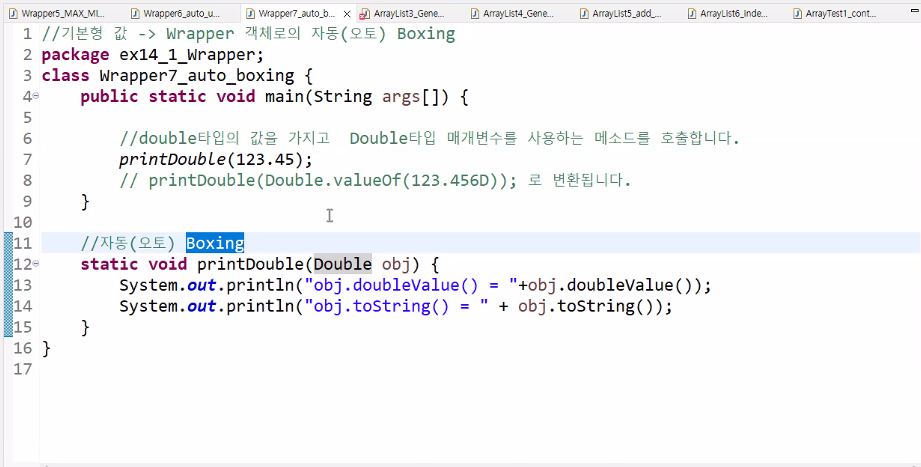 Wrapper5_MAX_MI... Wrapper6_auto_u... Wrapper7_auto_b... ArrayList3_Gene... ArrayList4_Gene... ArrayList5_add_... ArrayList6_Inde... ArrayTest1_cont...
1 //기본형 값 -> Wrapper 객체로의 자동(오토) Boxing
2 package ex14_1_Wrapper;
3 class Wrapper7_auto_boxing {
4 public static void main(String args[]) {
5
6 //double타입의 값을 가지고 Double타입 매개변수를 사용하는 메소드를 호출합니다.
7 printDouble(123.45);
8 // printDouble(Double.valueOf(123.456D)); 로 변환됩니다.
9 }
10
11 //자동(오토) Boxing
12 static void printDouble(Double obj) {
13 System.out.println("obj.doubleValue() = "+obj.doubleValue());
14 System.out.println("obj.toString() = " + obj.toString());
15 }
16 }
17